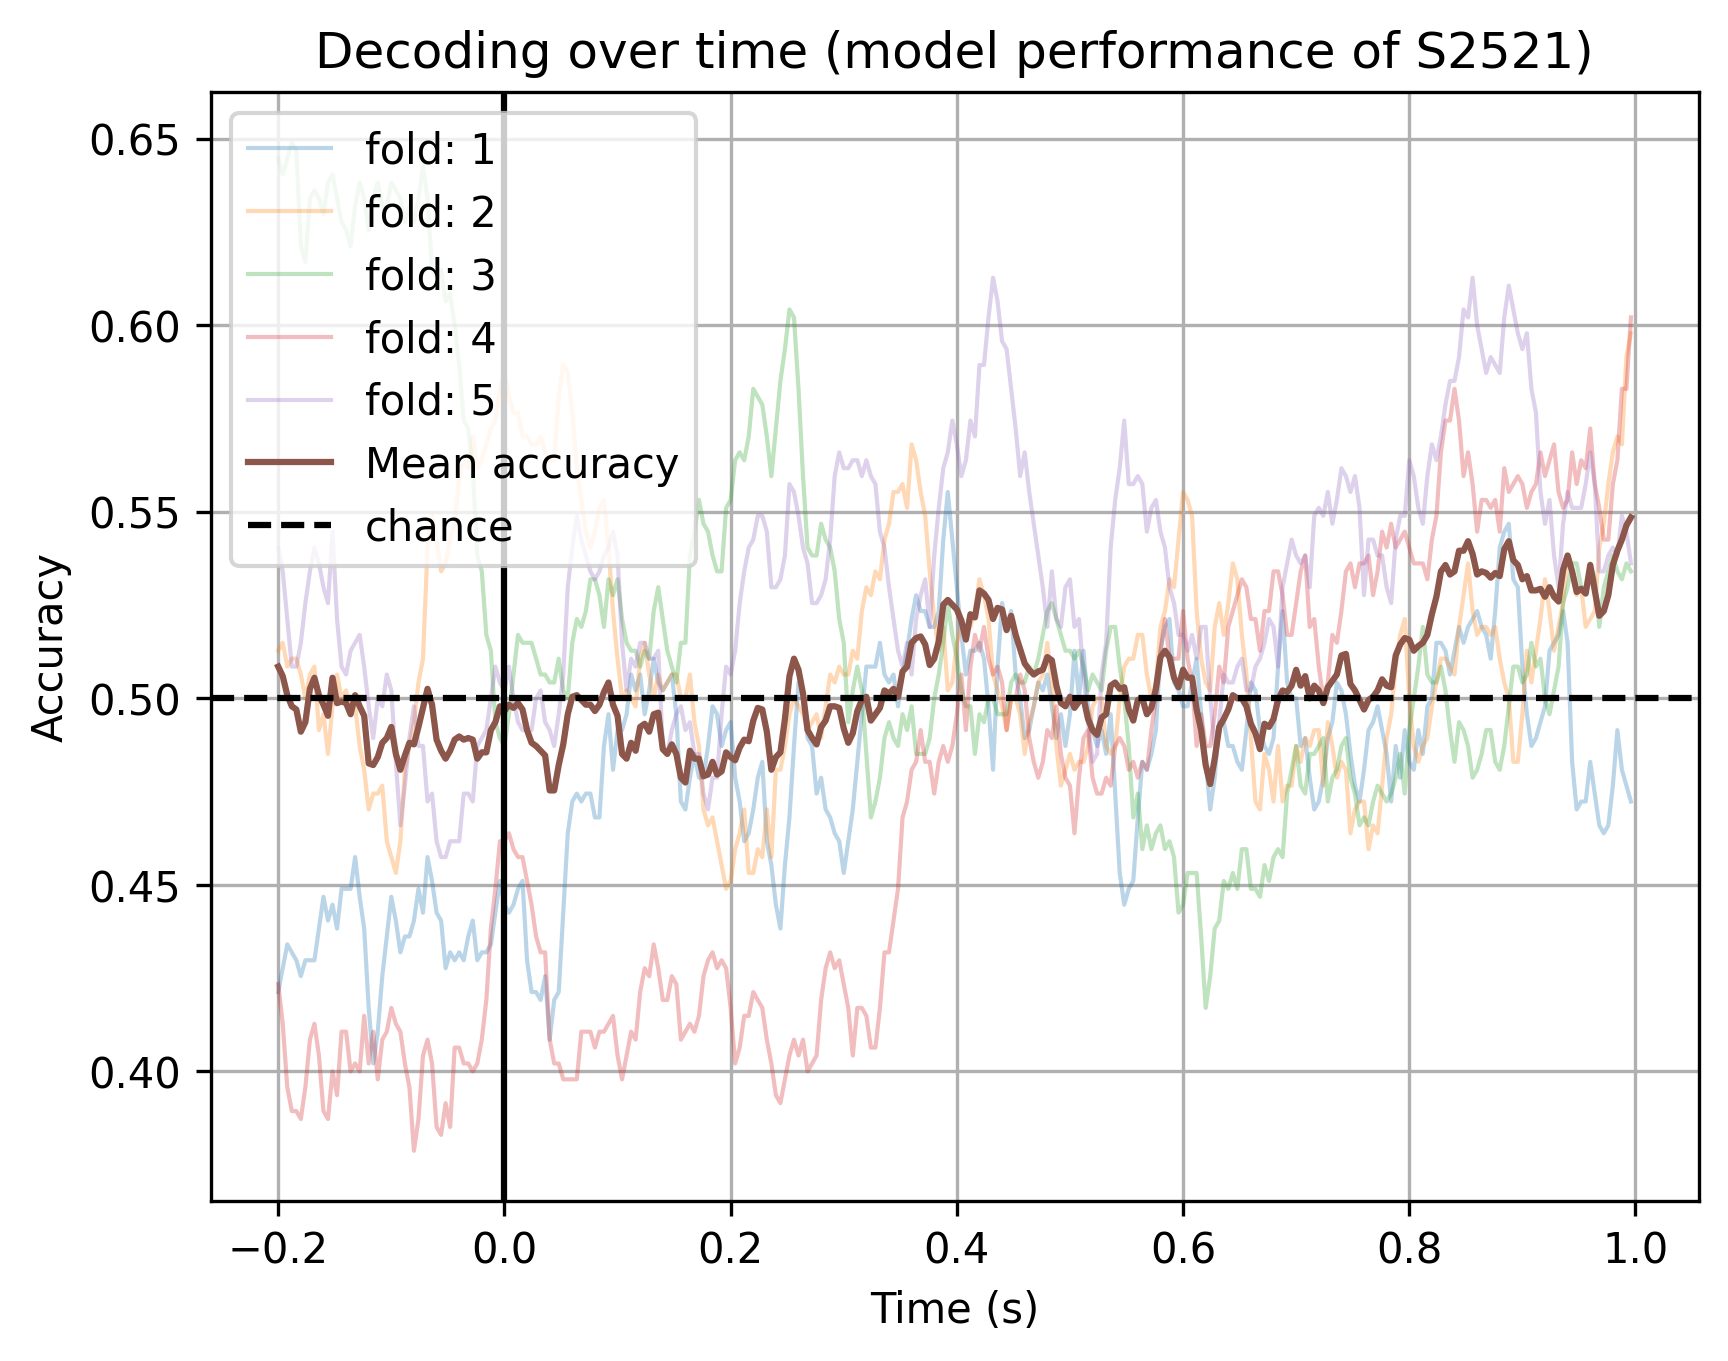 Decoding over time (model performance of S2521)
Accuracy
0.65
0.60
0.55
0.50
0.45
0.40
fold: 1
fold: 2
fold: 3
fold: 4
fold: 5
Mean accuracy
chance
−0.2
0.0
0.2
0.4
0.6
0.8
1.0
Time (s)